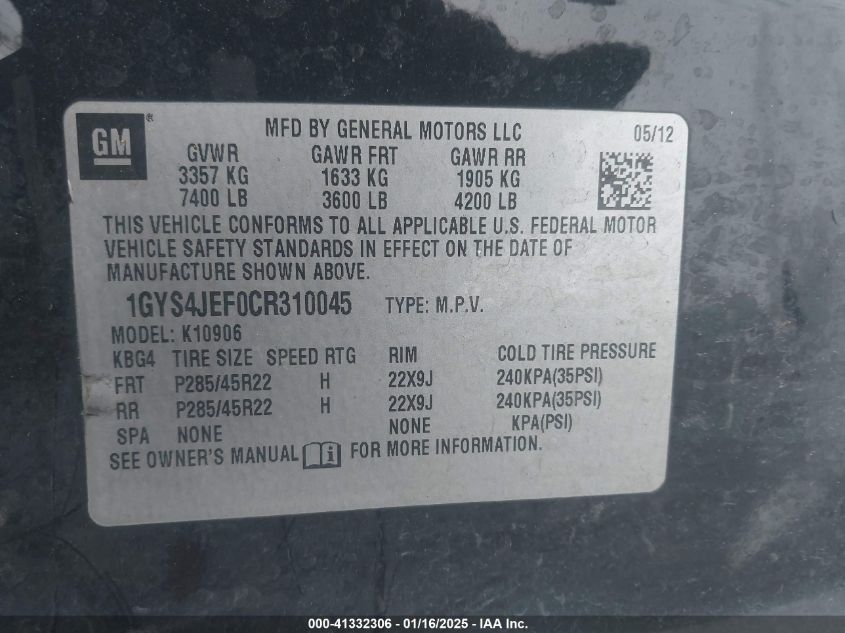 GM ® MFD BY GENERAL MOTORS LLC 05/12
GVWR GAWR FRT GAWR RR
3357 KG 1633 KG 1905 KG
7400 LB 3600 LB 4200 LB
THIS VEHICLE CONFORMS TO ALL APPLICABLE U.S. FEDERAL MOTOR
VEHICLE SAFETY STANDARDS IN EFFECT ON THE DATE OF
MANUFACTURE SHOWN ABOVE.
1GYS4JEF0CR310045 TYPE: M.P.V.
MODEL: K10906
KBG4 TIRE SIZE SPEED RTG RIM COLD TIRE PRESSURE
FRT P285/45R22 H 22X9J 240KPA(35PSI)
RR P285/45R22 H 22X9J 240KPA(35PSI)
SPA NONE NONE KPA(PSI)
SEE OWNER'S MANUAL i FOR MORE INFORMATION.
000-41332306 - 01/16/2025 - IAA Inc.